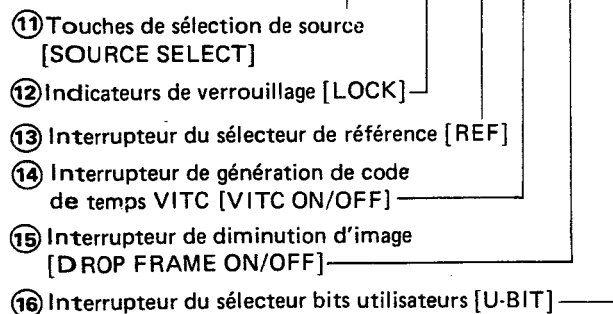 ⑪ Touches de sélection de source
[SOURCE SELECT]
⑫ Indicateurs de verrouillage [LOCK]
⑬ Interrupteur du sélecteur de référence [REF]
⑭ Interrupteur de génération de code
de temps VITC [VITC ON/OFF]
⑮ Interrupteur de diminution d'image
[DROP FRAME ON/OFF]
⑯ Interrupteur du sélecteur bits utilisateurs [U-BIT]